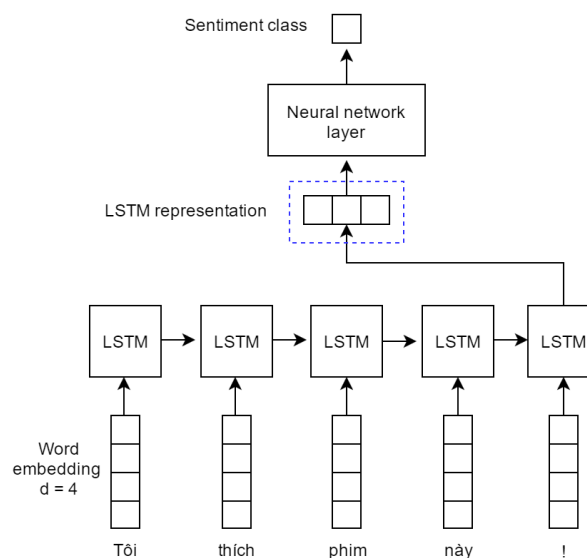 Sentiment class
Neural network
layer
LSTM representation
LSTM LSTM LSTM LSTM LSTM
Word
embedding
d = 4
Tôi thích phim này !